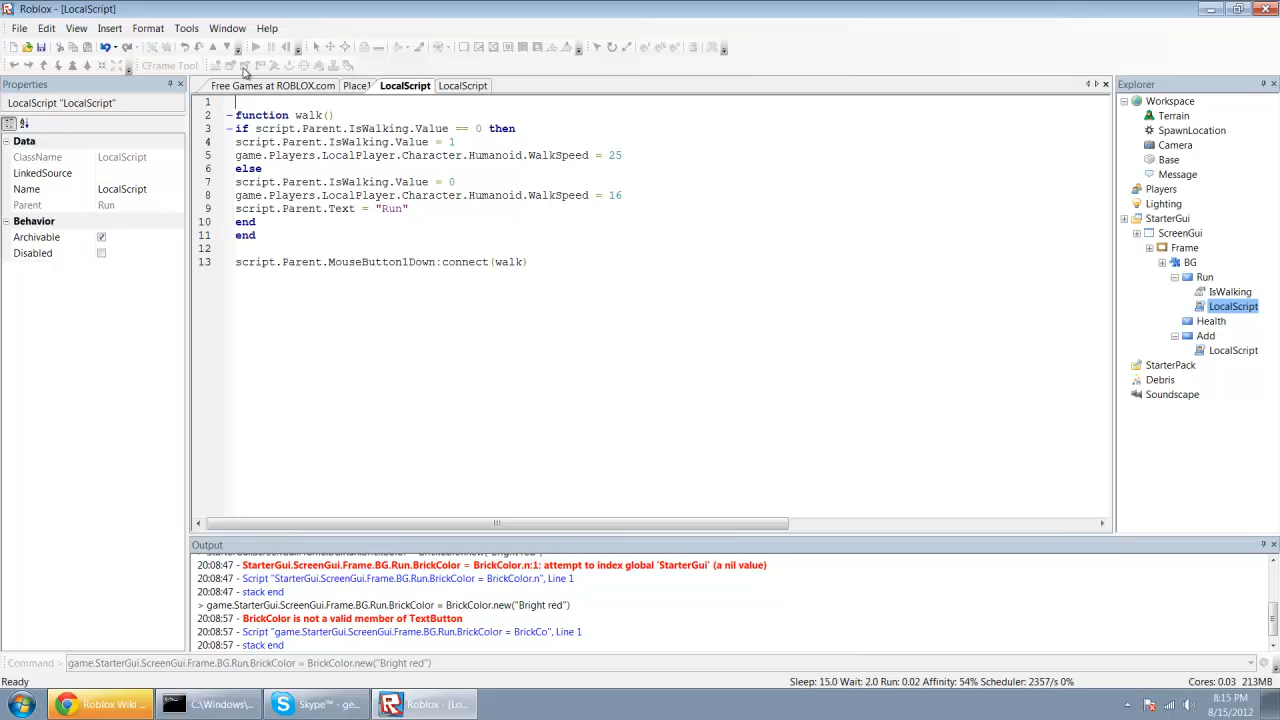 Roblox - [LocalScript]
File Edit View Insert Format Tools Window Help
CFrame Tool
Properties
LocalScript "LocalScript"
Data
ClassName LocalScript
LinkedSource
Name LocalScript
Parent Run
Behavior
Archivable
Disabled
Free Games at ROBLOX.com Place1 LocalScript LocalScript
1
2 function walk()
3 if script.Parent.IsWalking.Value == 0 then
4 script.Parent.IsWalking.Value = 1
5 game.Players.LocalPlayer.Character.Humanoid.WalkSpeed = 25
6 else
7 script.Parent.IsWalking.Value = 0
8 game.Players.LocalPlayer.Character.Humanoid.WalkSpeed = 16
9 script.Parent.Text = "Run"
10 end
11 end
12
13 script.Parent.MouseButton1Down:connect(walk)
Explorer
Workspace
Terrain
SpawnLocation
Camera
Base
Message
Players
Lighting
StarterGui
ScreenGui
Frame
BG
Run
IsWalking
LocalScript
Health
Add
LocalScript
StarterPack
Debris
Soundscape
Output
20:08:47 - StarterGui.ScreenGui.Frame.BG.Run.BrickColor = BrickColor.n:1: attempt to index global 'StarterGui' (a nil value)
20:08:47 - Script "StarterGui.ScreenGui.Frame.BG.Run.BrickColor = BrickColor.n", Line 1
20:08:47 - stack end
> game.StarterGui.ScreenGui.Frame.BG.Run.BrickColor = BrickColor.new("Bright red")
20:08:57 - BrickColor is not a valid member of TextButton
20:08:57 - Script "game.StarterGui.ScreenGui.Frame.BG.Run.BrickColor = BrickCo", Line 1
20:08:57 - stack end
Command > game.StarterGui.ScreenGui.Frame.BG.Run.BrickColor = BrickColor.new("Bright red")
Ready Sleep: 15.0 Wait: 2.0 Run: 0.02 Affinity: 54% Scheduler: 2357/s 0% Cores: 0.03 213MB
Roblox Wiki ... C:\Windows\... Skype™ - ge... Roblox - [Lo... 8:15 PM
8/15/2012